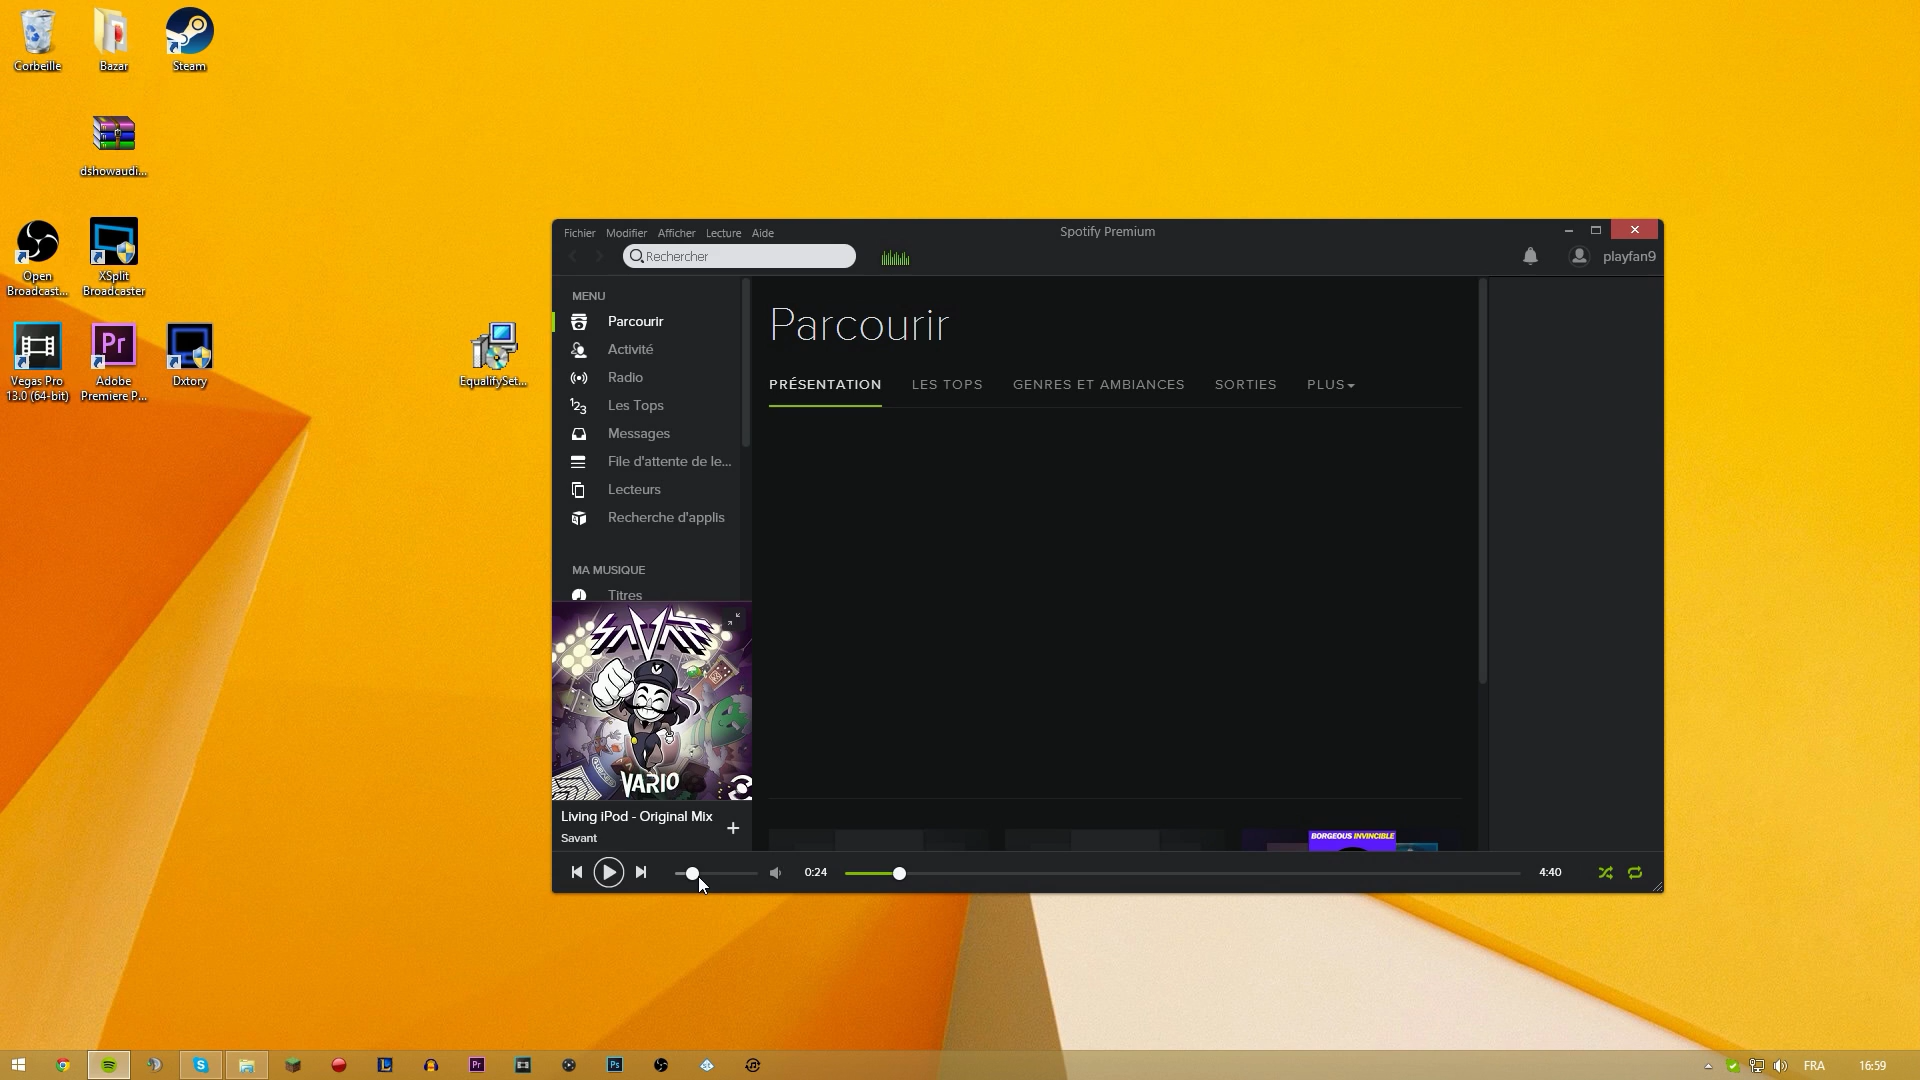 Corbeille
Bazar
Steam
dshowaudi...
Open
Broadcast...
XSplit
Broadcaster
Vegas Pro
13.0 (64-bit)
Adobe
Premiere P...
Dxtory
EqualifySet...
Fichier Modifier Afficher Lecture Aide
Spotify Premium
Rechercher
playfan9
MENU
Parcourir
Activité
Radio
Les Tops
Messages
File d'attente de le...
Lecteurs
Recherche d'applis
MA MUSIQUE
Titres
Parcourir
PRÉSENTATION LES TOPS GENRES ET AMBIANCES SORTIES PLUS
BORGEOUS INVINCIBLE
SAVANT
VARIO
Living iPod - Original Mix
Savant
0:24
4:40
Pr
Ps
FRA
16:59